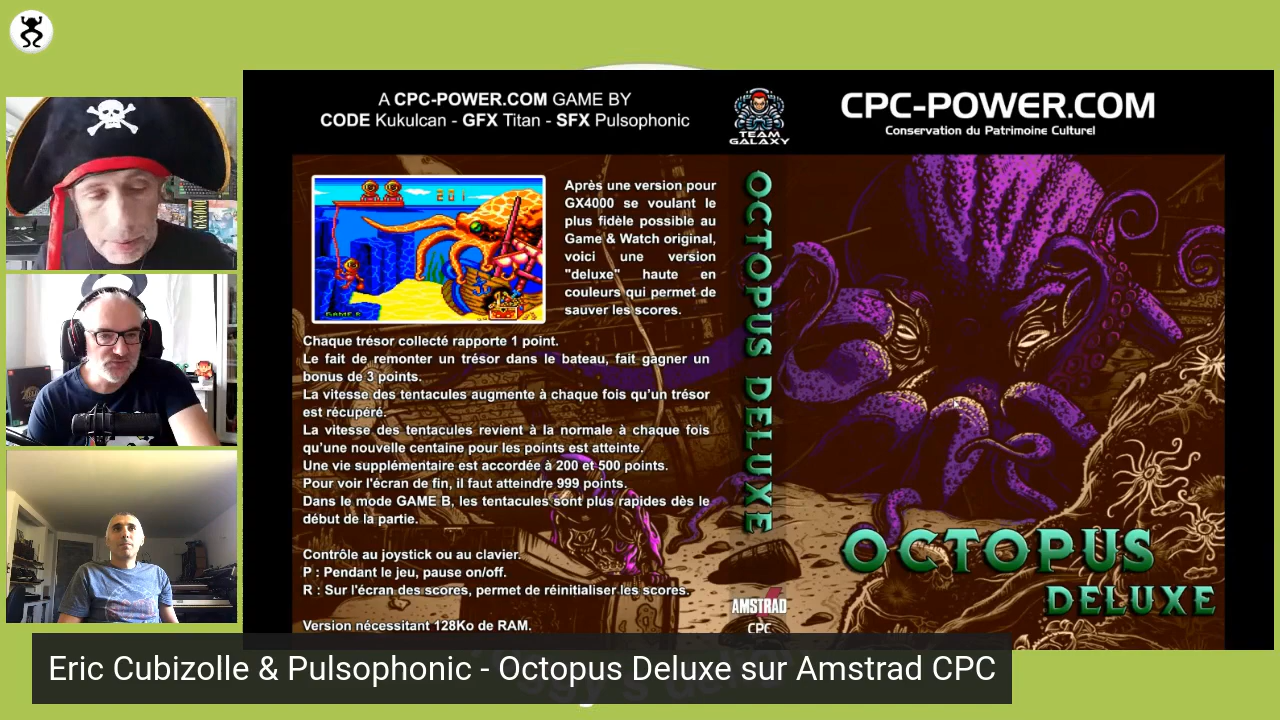 A CPC-POWER.COM GAME BY
CODE Kukulcan - GFX Titan - SFX Pulsophonic
TEAM
GALAXY
CPC-POWER.COM
Conservation du Patrimoine Culturel
201
GAME B
Après une version pour
GX4000 se voulant le
plus fidèle possible au
Game & Watch original,
voici une version
"deluxe" haute en
couleurs qui permet de
sauver les scores.
Chaque trésor collecté rapporte 1 point.
Le fait de remonter un trésor dans le bateau, fait gagner un
bonus de 3 points.
La vitesse des tentacules augmente à chaque fois qu'un trésor
est récupéré.
La vitesse des tentacules revient à la normale à chaque fois
qu'une nouvelle centaine pour les points est atteinte.
Une vie supplémentaire est accordée à 200 et 500 points.
Pour voir l'écran de fin, il faut atteindre 999 points.
Dans le mode GAME B, les tentacules sont plus rapides dès le
début de la partie.
Contrôle au joystick ou au clavier.
P : Pendant le jeu, pause on/off.
R : Sur l'écran des scores, permet de réinitialiser les scores.
Version nécessitant 128Ko de RAM.
OCTOPUS DELUXE
AMSTRAD
CPC
OCTOPUS
DELUXE
GX4000
Eric Cubizolle & Pulsophonic - Octopus Deluxe sur Amstrad CPC